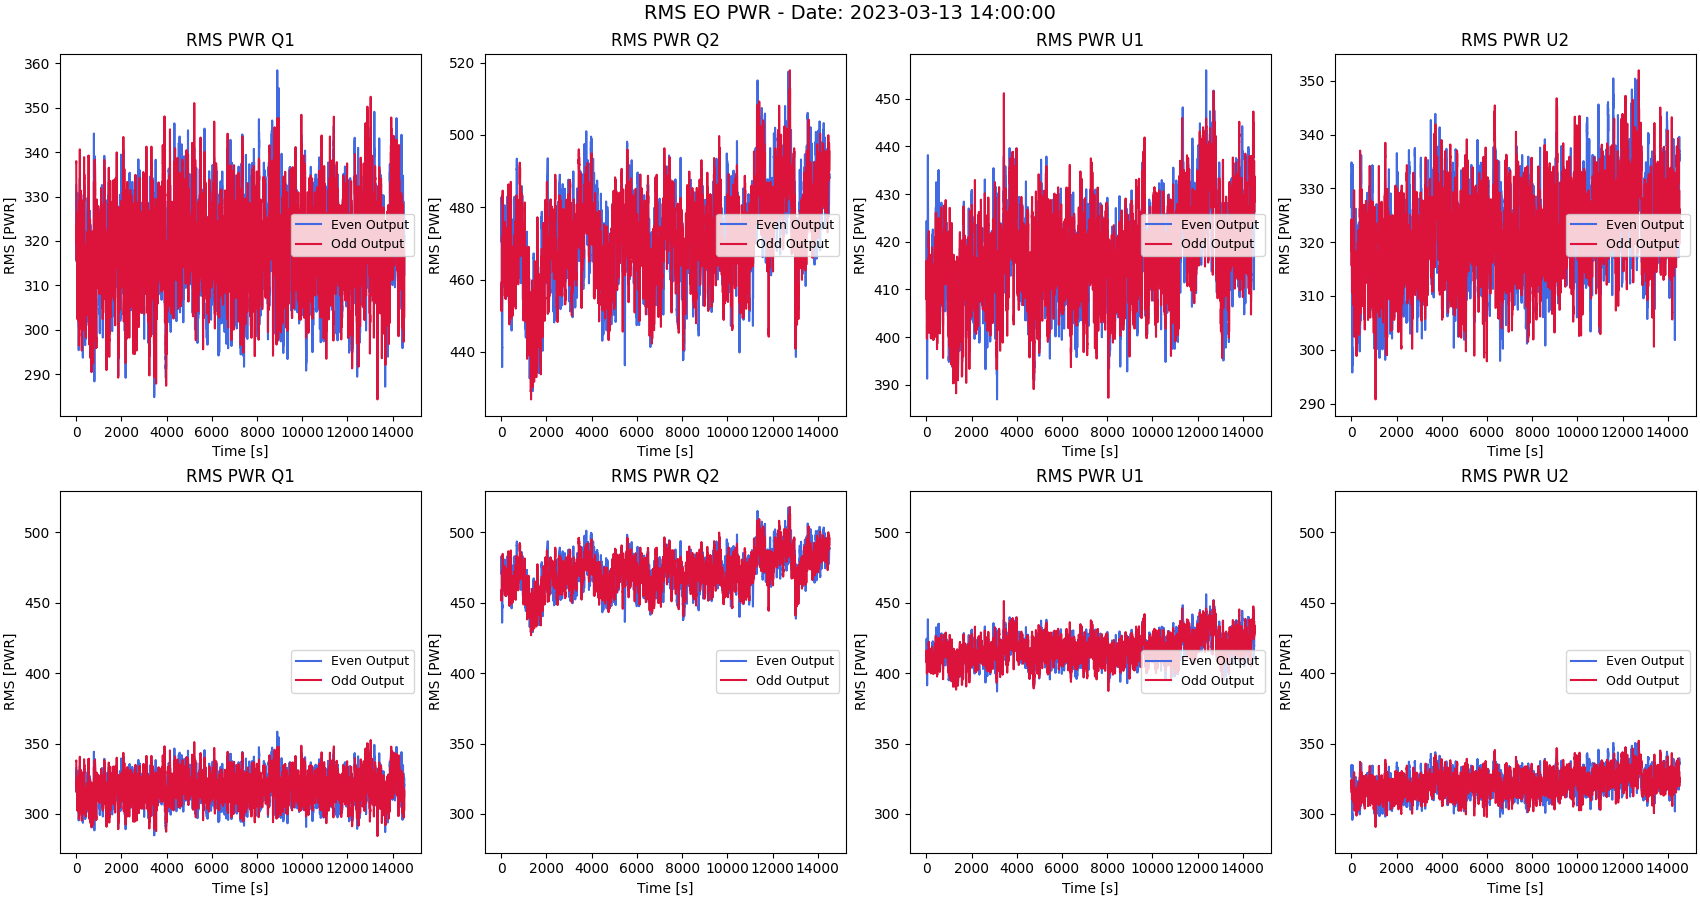 RMS EO PWR - Date: 2023-03-13 14:00:00
RMS PWR Q1
RMS [PWR]
360
350
340
330
320
310
300
290
Even Output
Odd Output
0 2000 4000 6000 8000 10000 12000 14000
Time [s]
RMS PWR Q2
RMS [PWR]
520
500
480
460
440
Even Output
Odd Output
0 2000 4000 6000 8000 10000 12000 14000
Time [s]
RMS PWR U1
RMS [PWR]
450
440
430
420
410
400
390
Even Output
Odd Output
0 2000 4000 6000 8000 10000 12000 14000
Time [s]
RMS PWR U2
RMS [PWR]
350
340
330
320
310
300
290
Even Output
Odd Output
0 2000 4000 6000 8000 10000 12000 14000
Time [s]
RMS PWR Q1
RMS [PWR]
500
450
400
350
300
Even Output
Odd Output
0 2000 4000 6000 8000 10000 12000 14000
Time [s]
RMS PWR Q2
RMS [PWR]
500
450
400
350
300
Even Output
Odd Output
0 2000 4000 6000 8000 10000 12000 14000
Time [s]
RMS PWR U1
RMS [PWR]
500
450
400
350
300
Even Output
Odd Output
0 2000 4000 6000 8000 10000 12000 14000
Time [s]
RMS PWR U2
RMS [PWR]
500
450
400
350
300
Even Output
Odd Output
0 2000 4000 6000 8000 10000 12000 14000
Time [s]